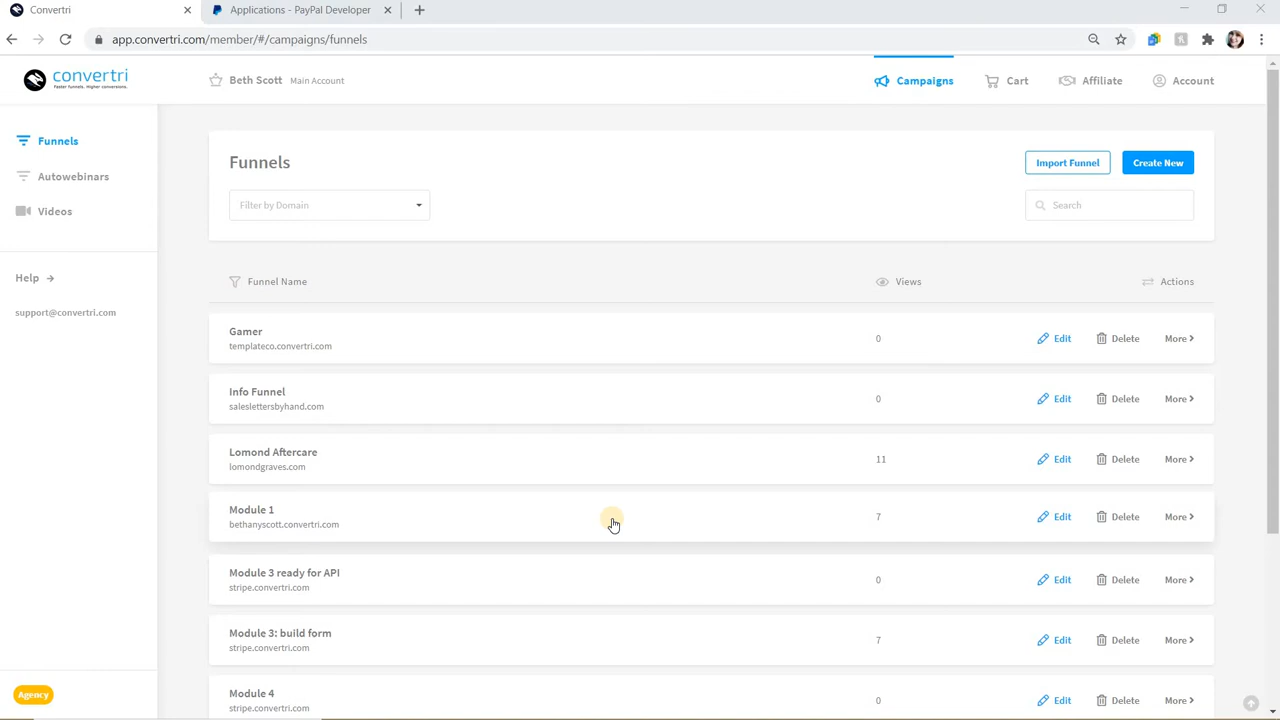 Convertri
Applications - PayPal Developer
app.convertri.com/member/#/campaigns/funnels
convertri
Faster funnels. Higher conversions.
Beth Scott Main Account
Campaigns
Cart
Affiliate
Account
Funnels
Autowebinars
Videos
Help
support@convertri.com
Agency
Funnels
Import Funnel
Create New
Filter by Domain
Search
Funnel Name
Views
Actions
Gamer
templateco.convertri.com
0
Edit
Delete
More
Info Funnel
saleslettersbyhand.com
0
Edit
Delete
More
Lomond Aftercare
lomondgraves.com
11
Edit
Delete
More
Module 1
bethanyscott.convertri.com
7
Edit
Delete
More
Module 3 ready for API
stripe.convertri.com
0
Edit
Delete
More
Module 3: build form
stripe.convertri.com
7
Edit
Delete
More
Module 4
stripe.convertri.com
0
Edit
Delete
More